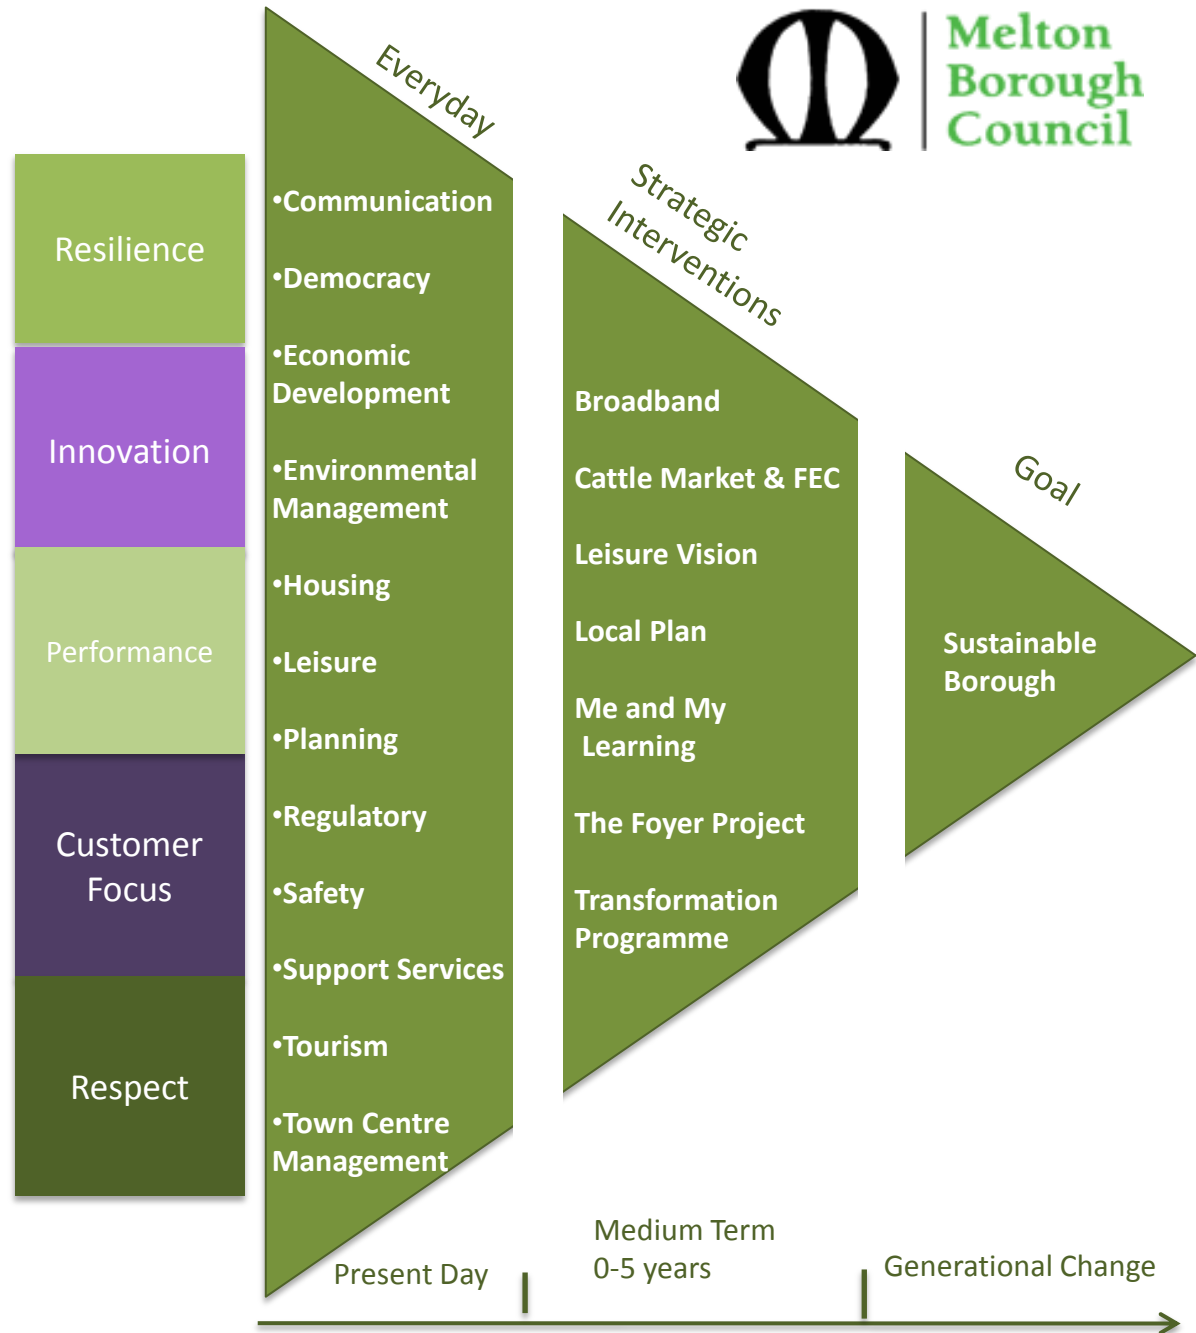 Melton
Borough
Council
Everyday
Strategic
Interventions
Goal
Resilience
Innovation
Performance
Customer
Focus
Respect
•Communication
•Democracy
•Economic
Development
•Environmental
Management
•Housing
•Leisure
•Planning
•Regulatory
•Safety
•Support Services
•Tourism
•Town Centre
Management
Broadband
Cattle Market & FEC
Leisure Vision
Local Plan
Me and My
Learning
The Foyer Project
Transformation
Programme
Sustainable
Borough
Present Day
Medium Term
0-5 years
Generational Change